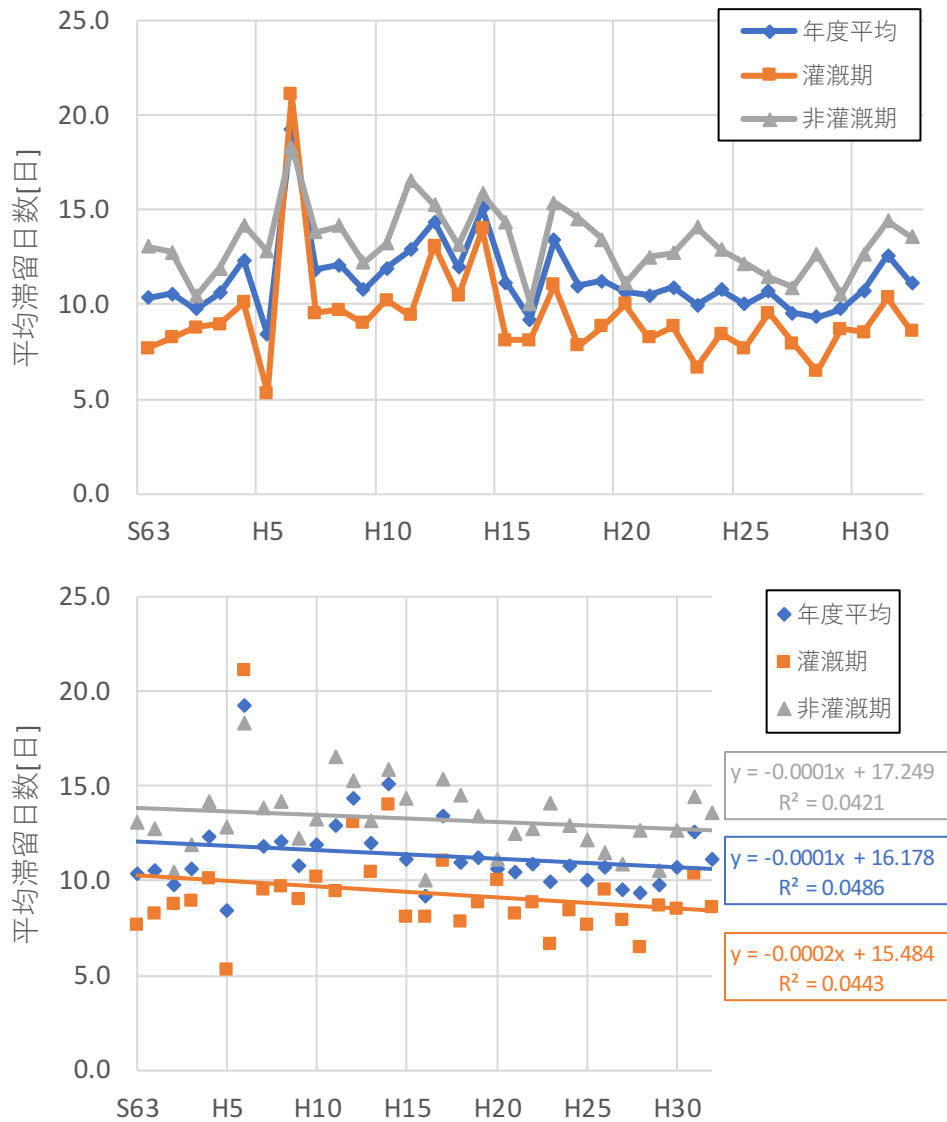 平均滞留日数[日]
25.0
20.0
15.0
10.0
5.0
0.0
S63 H5 H10 H15 H20 H25 H30
年度平均
灌漑期
非灌漑期
平均滞留日数[日]
25.0
20.0
15.0
10.0
5.0
0.0
S63 H5 H10 H15 H20 H25 H30
年度平均
灌漑期
非灌漑期
y = -0.0001x + 17.249
R² = 0.0421
y = -0.0001x + 16.178
R² = 0.0486
y = -0.0002x + 15.484
R² = 0.0443